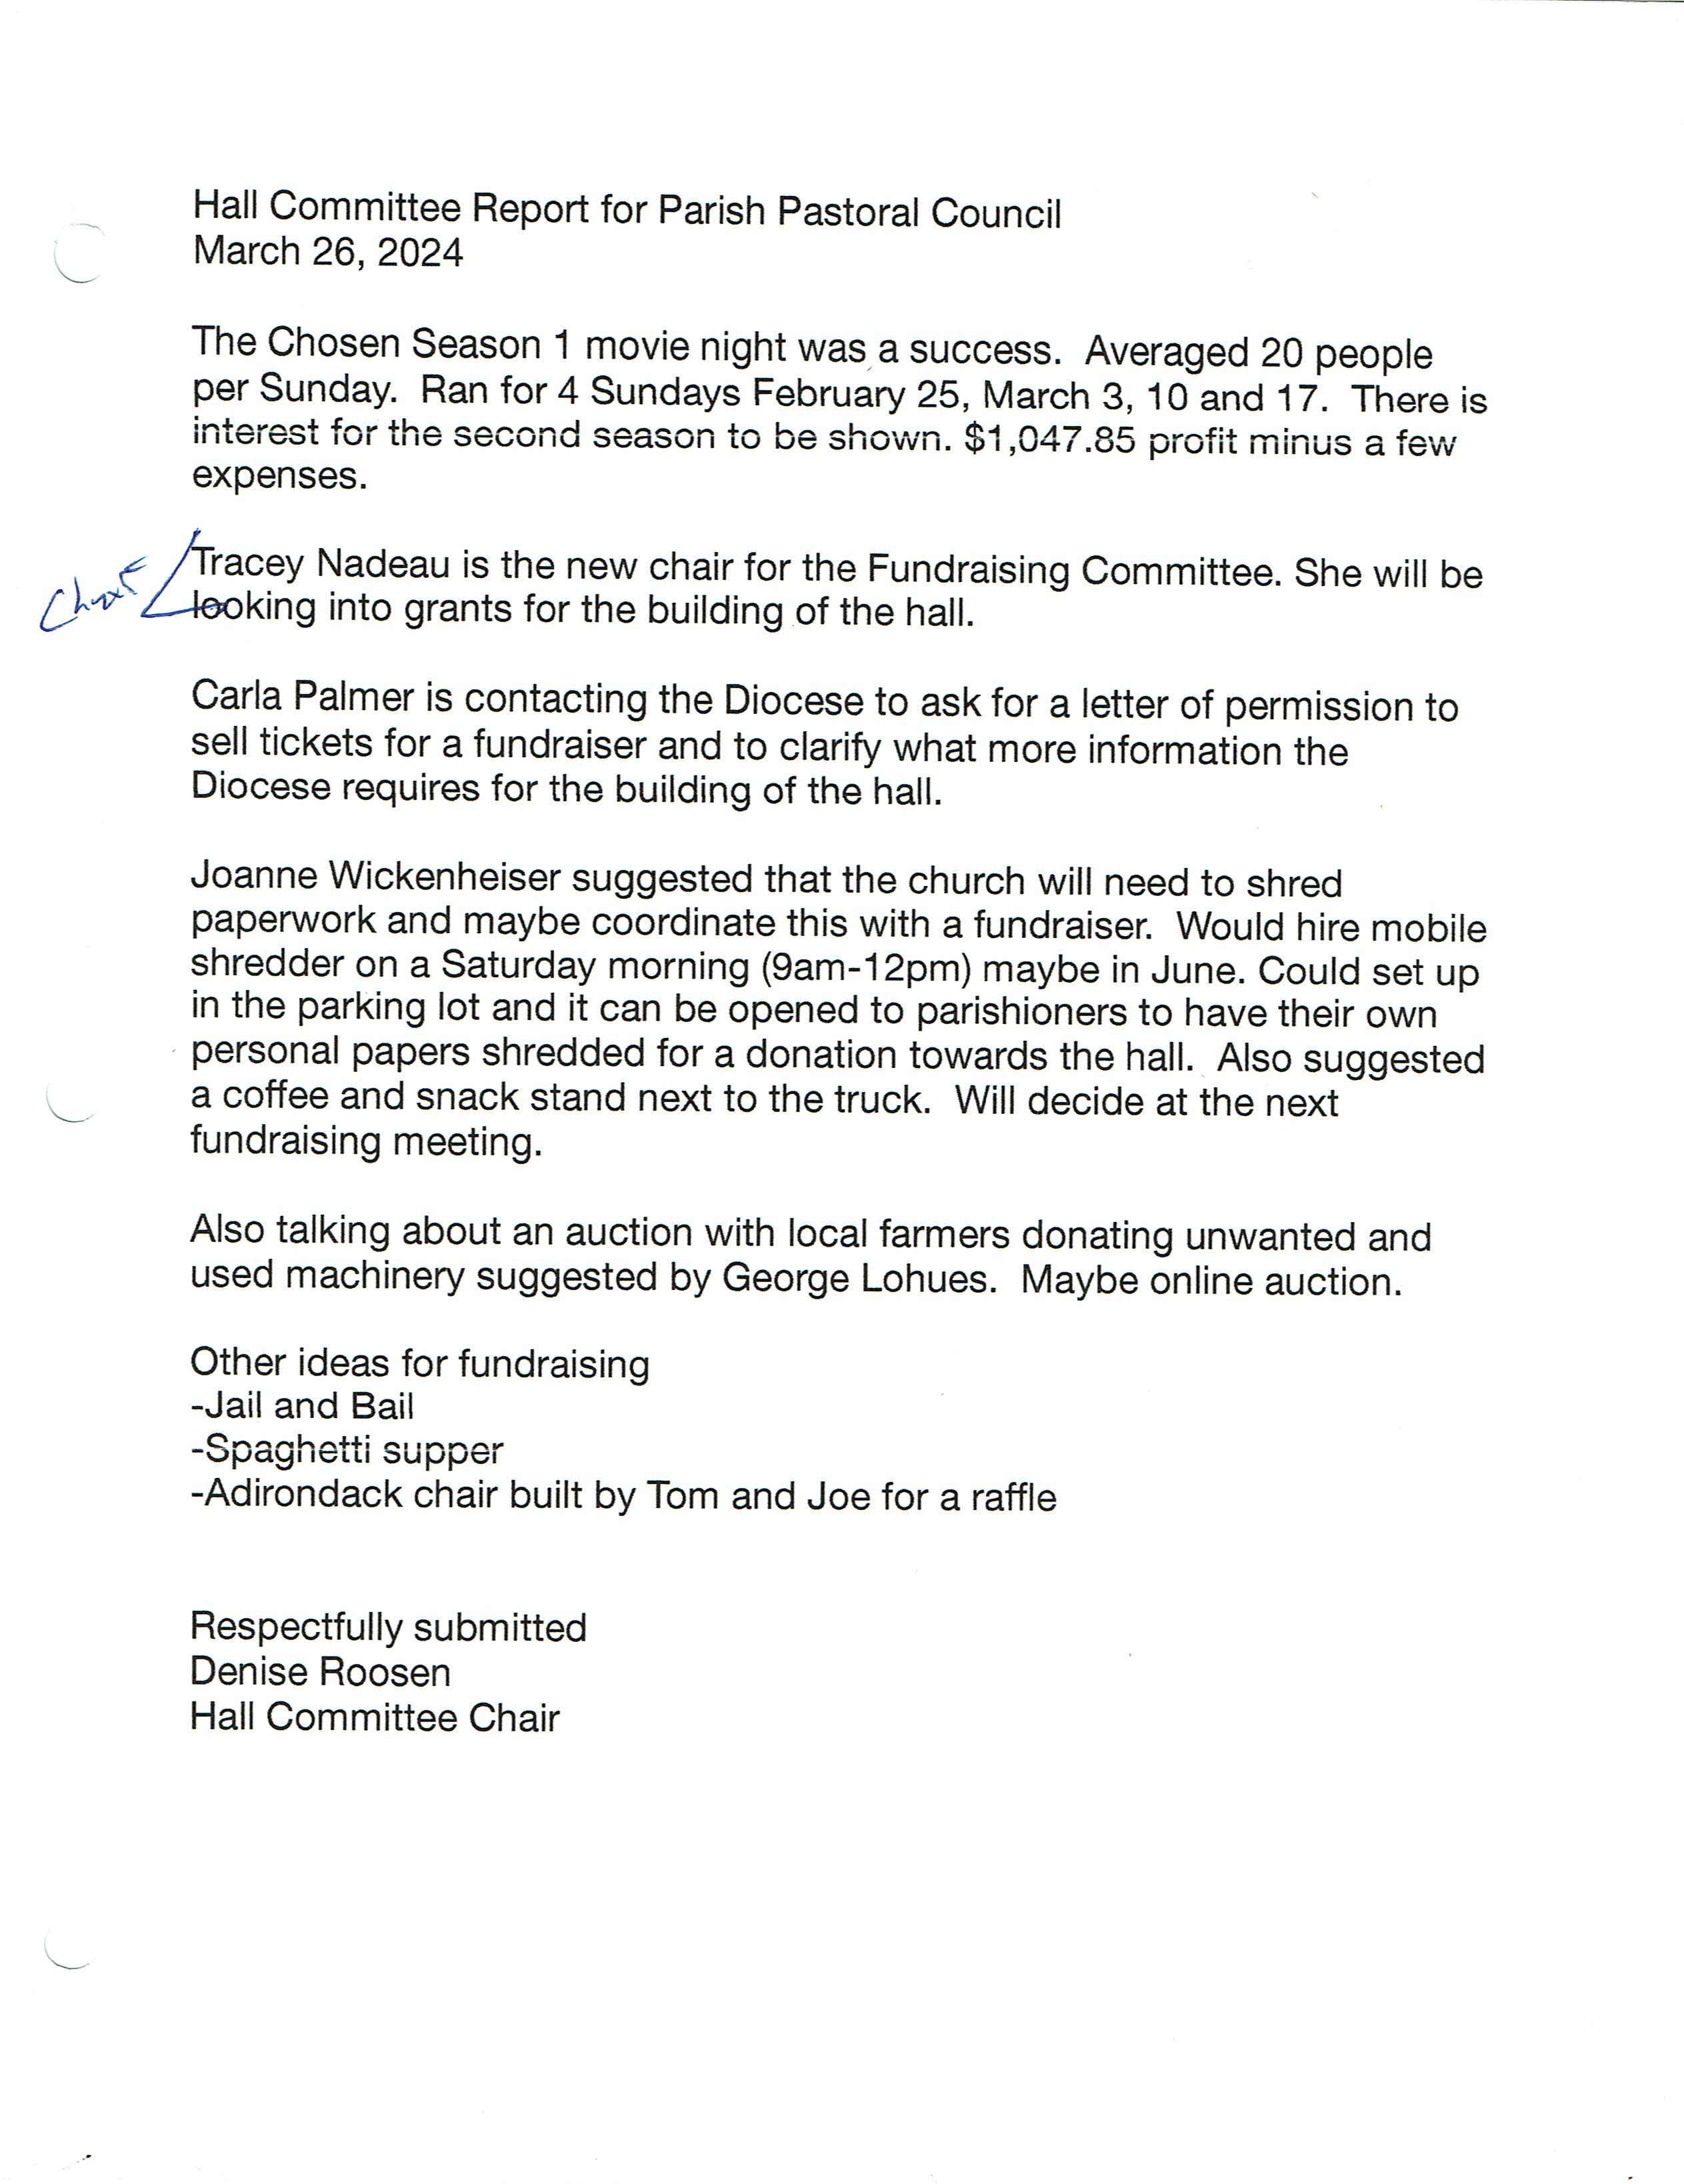 Hall Committee Report for Parish Pastoral Council
March 26, 2024
The Chosen Season 1 movie night was a success.  Averaged 20 people
per Sunday.  Ran for 4 Sundays February 25, March 3, 10 and 17.  There is
interest for the second season to be shown. $1,047.85 profit minus a few
expenses.
Tracey Nadeau is the new chair for the Fundraising Committee. She will be
looking into grants for the building of the hall.
Carla Palmer is contacting the Diocese to ask for a letter of permission to
sell tickets for a fundraiser and to clarify what more information the
Diocese requires for the building of the hall.
Joanne Wickenheiser suggested that the church will need to shred
paperwork and maybe coordinate this with a fundraiser.  Would hire mobile
shredder on a Saturday morning (9am-12pm) maybe in June. Could set up
in the parking lot and it can be opened to parishioners to have their own
personal papers shredded for a donation towards the hall.  Also suggested
a coffee and snack stand next to the truck.  Will decide at the next
fundraising meeting.
Also talking about an auction with local farmers donating unwanted and
used machinery suggested by George Lohues.  Maybe online auction.
Other ideas for fundraising
-Jail and Bail
-Spaghetti supper
-Adirondack chair built by Tom and Joe for a raffle
Respectfully submitted
Denise Roosen
Hall Committee Chair